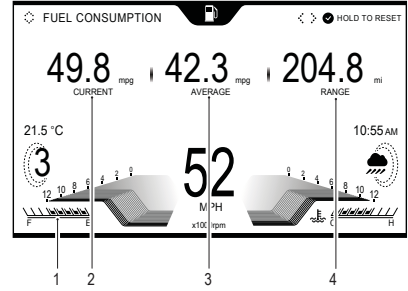 FUEL CONSUMPTION
HOLD TO RESET
49.8 mpg
CURRENT
42.3 mpg
AVERAGE
204.8 mi
RANGE
21.5 °C
10:55 AM
3
52
MPH
12 10 8 6 4 2 0
0 2 4 6 8 10 12
F E
C H
1 2 3 4